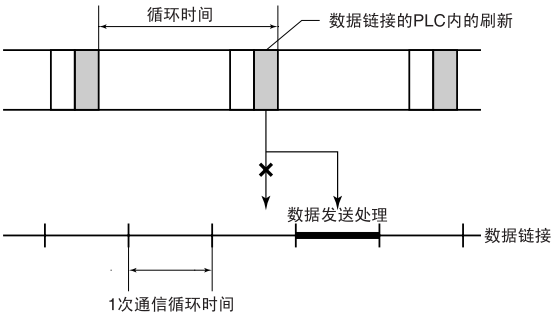 循环时间
数据链接的PLC内的刷新
数据发送处理
数据链接
1次通信循环时间